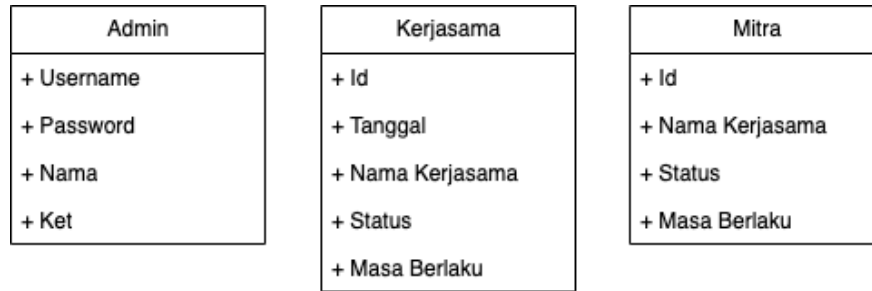 Admin
+ Username
+ Password
+ Nama
+ Ket
Kerjasama
+ Id
+ Tanggal
+ Nama Kerjasama
+ Status
+ Masa Berlaku
Mitra
+ Id
+ Nama Kerjasama
+ Status
+ Masa Berlaku